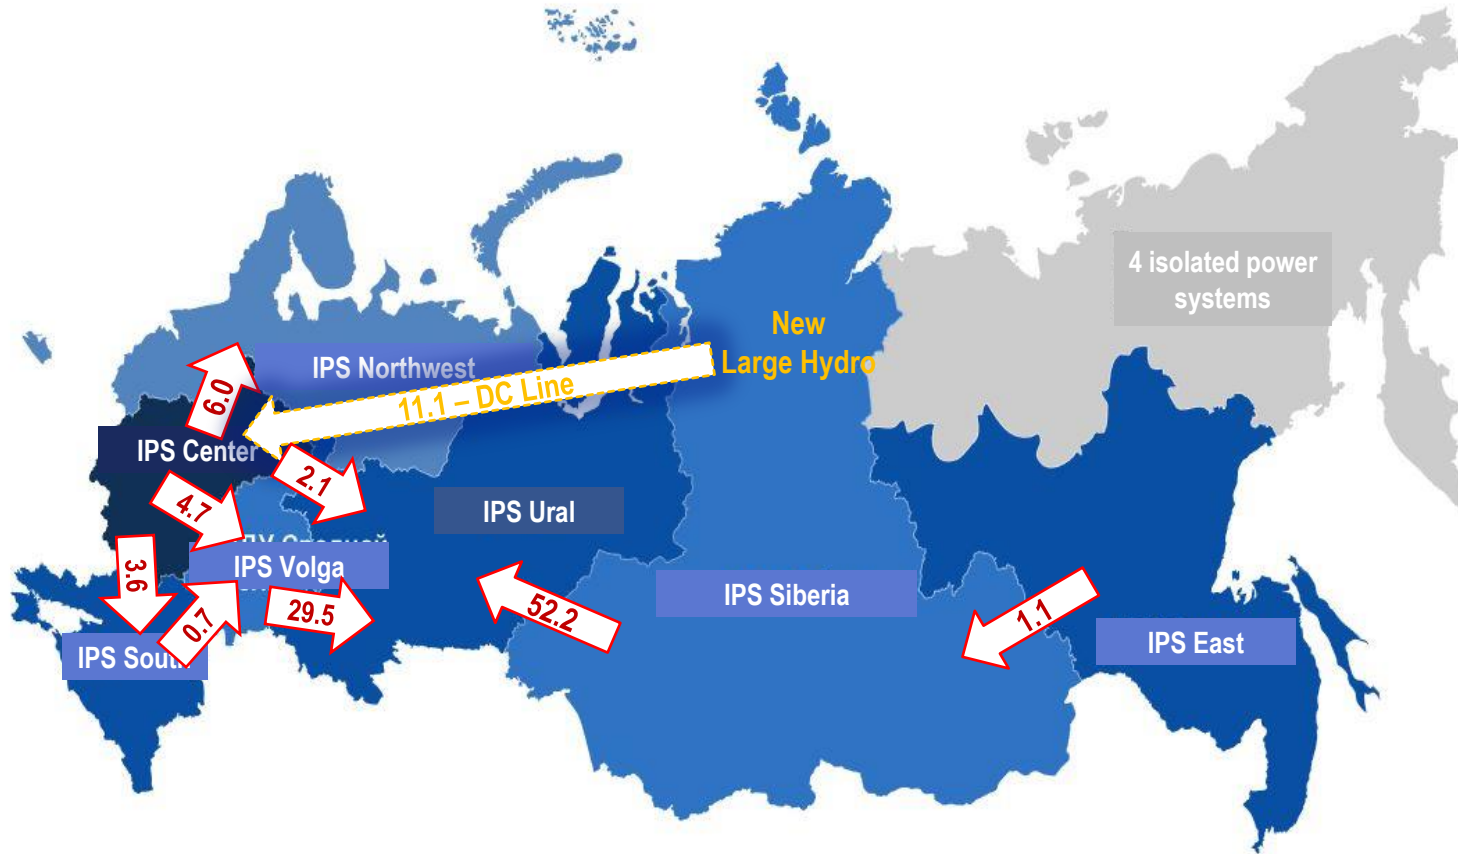 4 isolated power
systems
New
Large Hydro
IPS Northwest
11.1 – DC Line
6.0
IPS Center
2.1
4.7
IPS Ural
3.6
IPS Volga
29.5
0.7
52.2
IPS Siberia
1.1
IPS South
IPS East